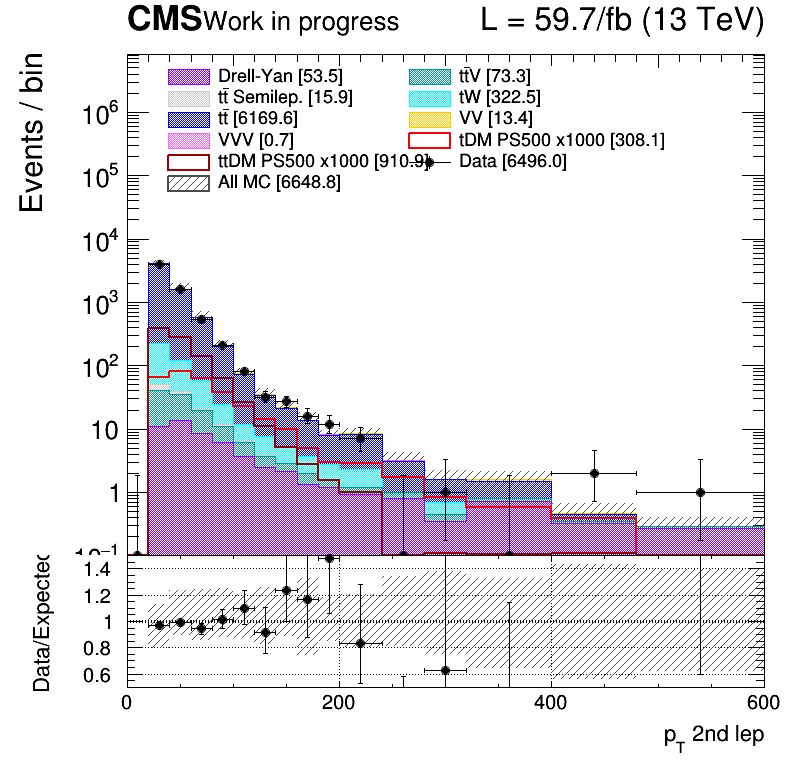 CMS Work in progress L = 59.7/fb (13 TeV)
Events / bin
Drell-Yan [53.5] tt̄V [73.3]
tt̄ Semilep. [15.9] tW [322.5]
tt̄ [6169.6] VV [13.4]
VVV [0.7] tDM PS500 x1000 [308.1]
ttDM PS500 x1000 [910.9] Data [6496.0]
All MC [6648.8]
10⁶
10⁵
10⁴
10³
10²
10
1
10⁻¹
Data/Expected
1.4
1.2
1
0.8
0.6
0 200 400 600
p_T 2nd lep